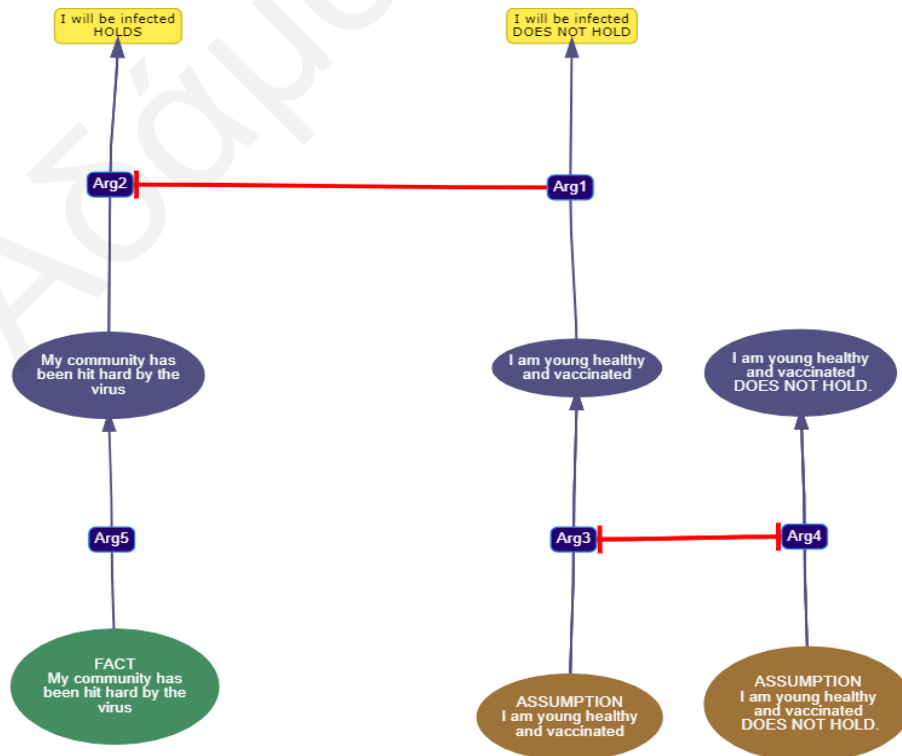 I will be infected
HOLDS
I will be infected
DOES NOT HOLD
Arg2
Arg1
My community has
been hit hard by the
virus
I am young healthy
and vaccinated
I am young healthy
and vaccinated
DOES NOT HOLD.
Arg5
Arg3
Arg4
FACT
My community has
been hit hard by the
virus
ASSUMPTION
I am young healthy
and vaccinated
ASSUMPTION
I am young healthy
and vaccinated
DOES NOT HOLD.